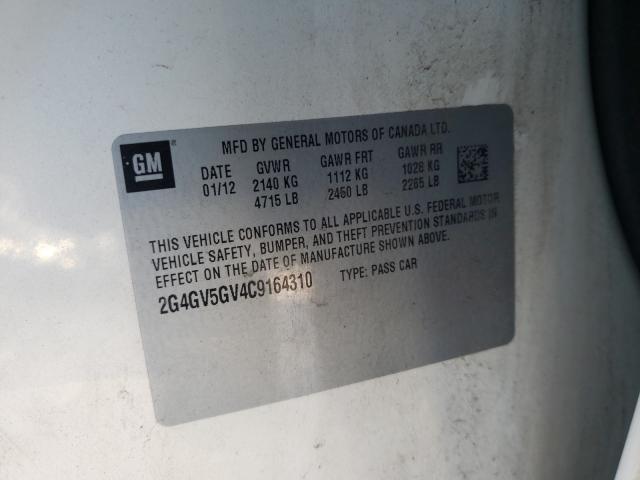 MFD BY GENERAL MOTORS OF CANADA LTD.
GM
DATE GVWR GAWR FRT GAWR RR
01/12 2140 KG 1112 KG 1028 KG
4715 LB 2450 LB 2265 LB
THIS VEHICLE CONFORMS TO ALL APPLICABLE U.S. FEDERAL MOTOR
VEHICLE SAFETY, BUMPER, AND THEFT PREVENTION STANDARDS IN
EFFECT ON THE DATE OF MANUFACTURE SHOWN ABOVE.
2G4GV5GV4C9164310 TYPE: PASS CAR